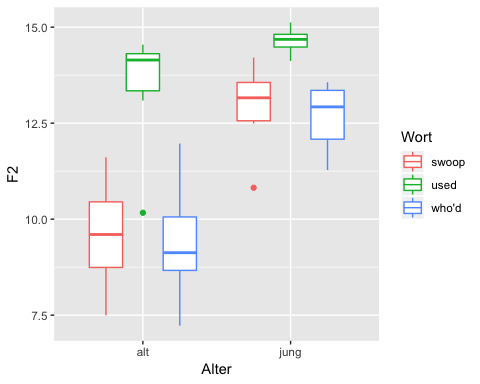 15.0
12.5
10.0
7.5
F2
alt
jung
Alter
Wort
swoop
used
who'd